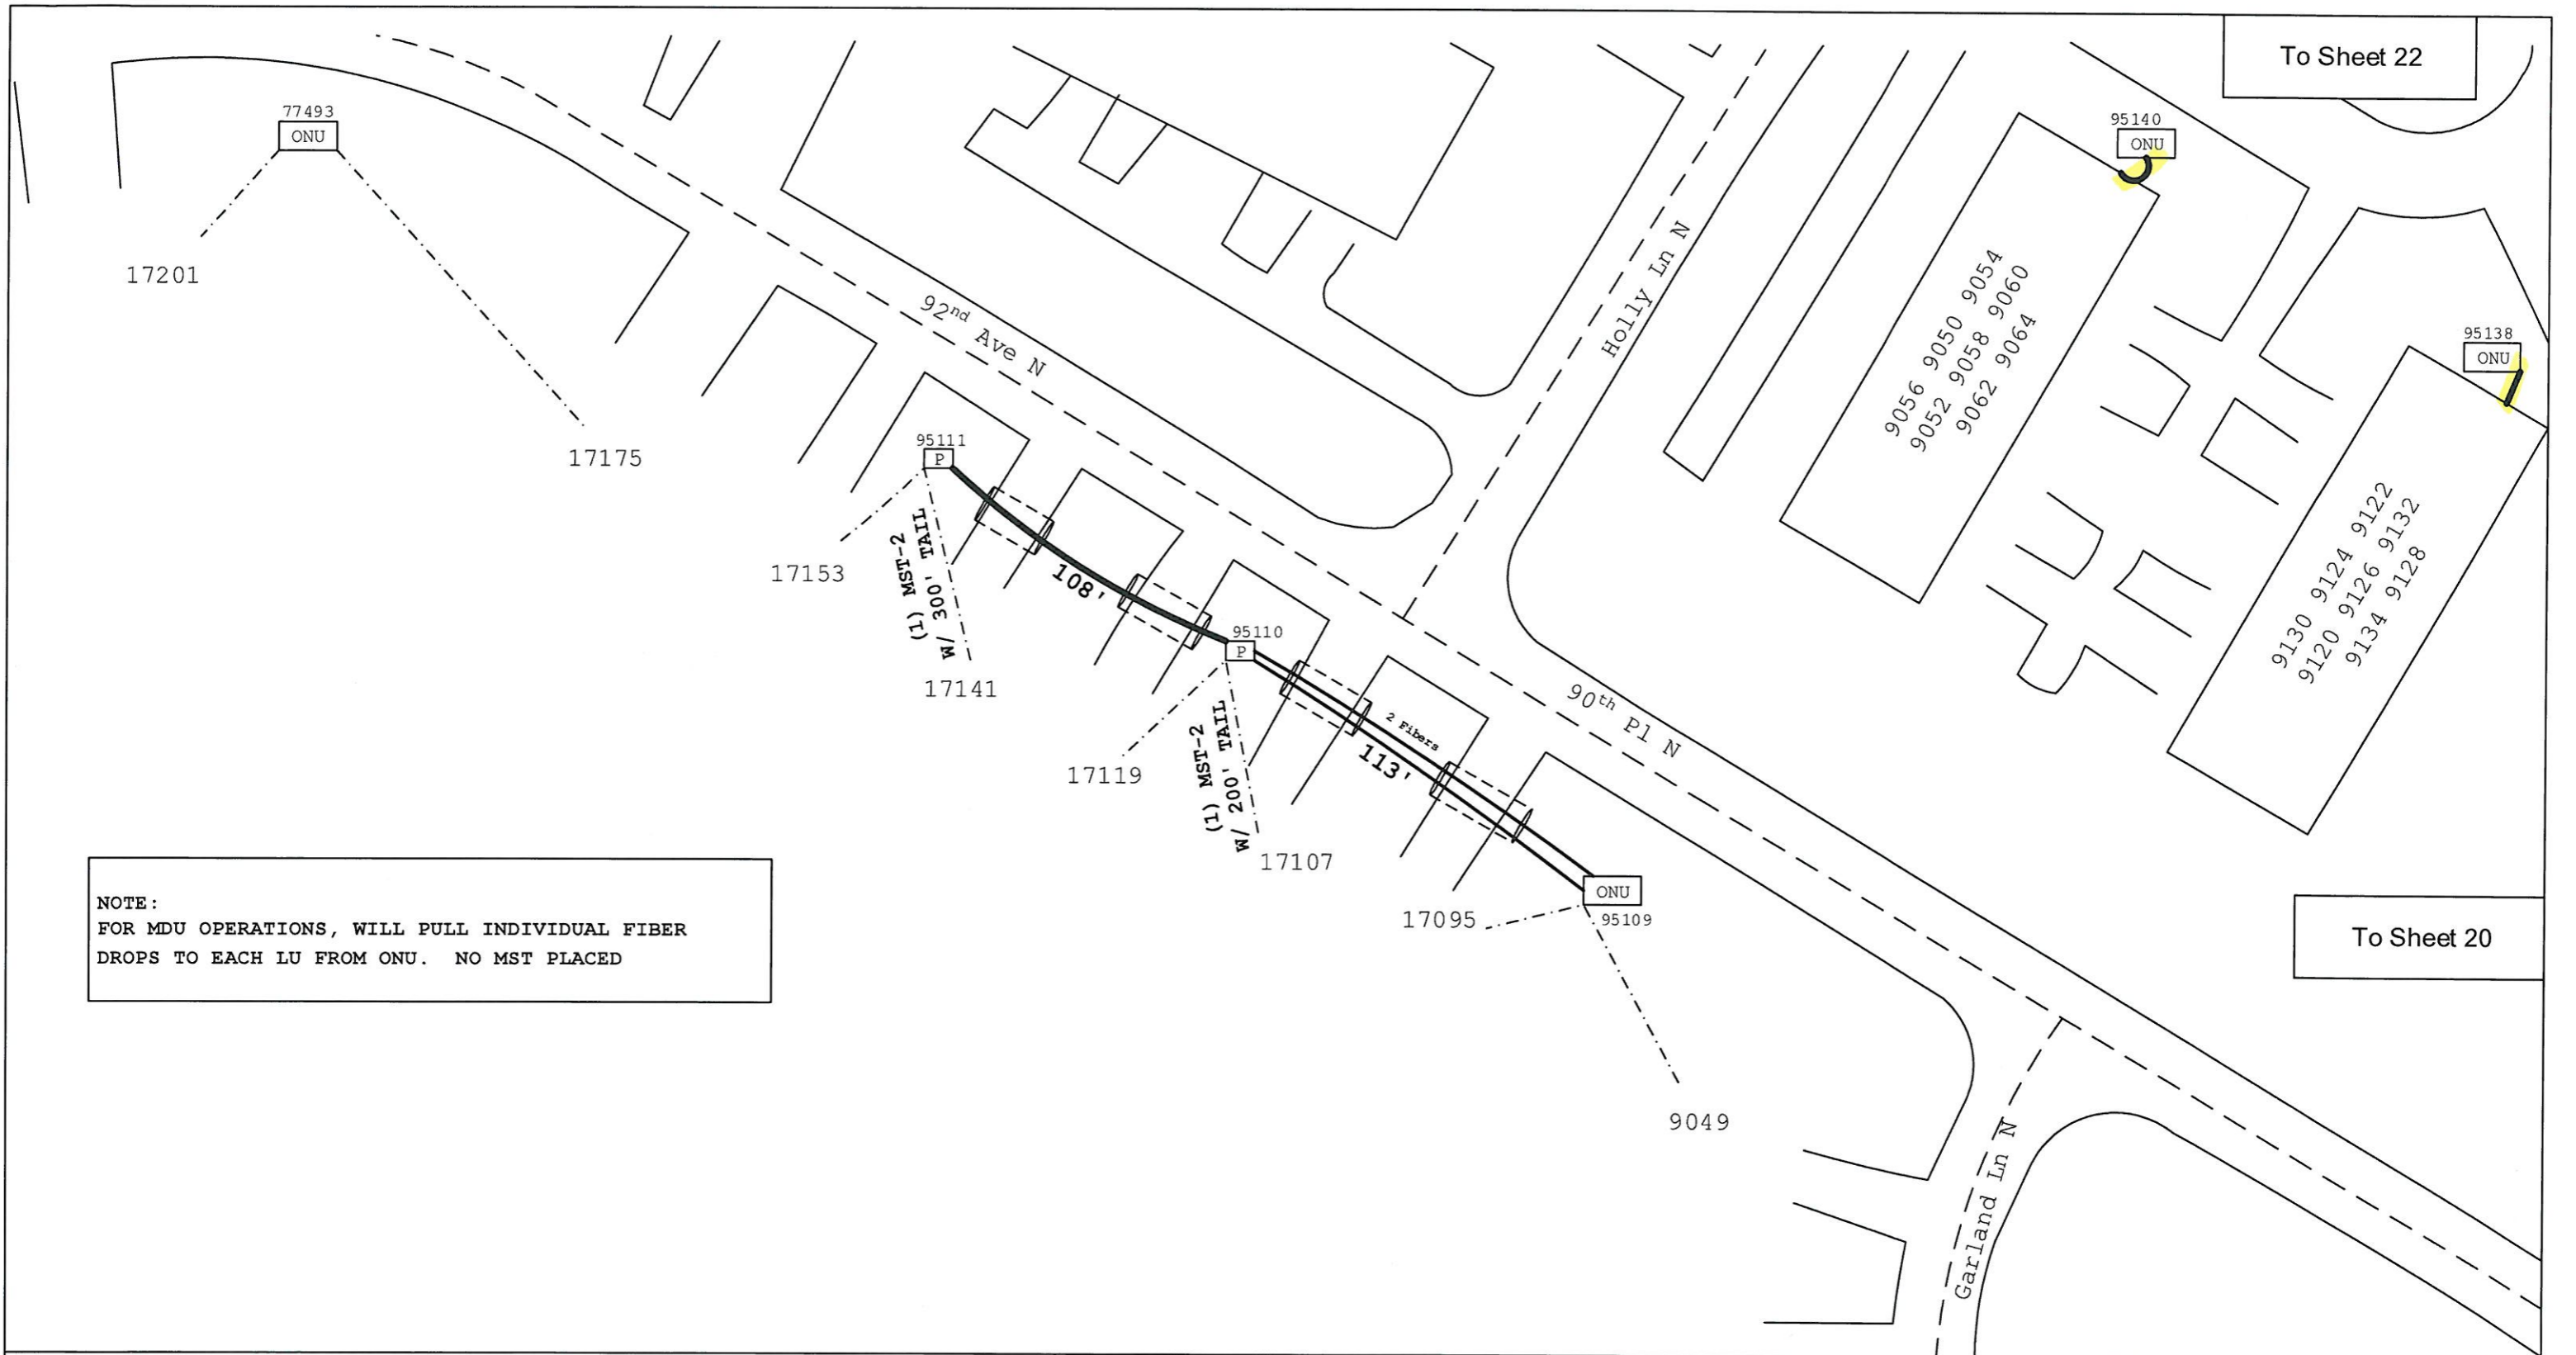 To Sheet 22
77493
ONU
17201
17175
92nd Ave N
Holly Ln N
95140
ONU
9056 9050 9054
9052 9058 9060
9062 9064
95138
ONU
9130 9124 9122
9120 9126 9132
9134 9128
95111
P
17153
(1) MST-2
W/ 300' TAIL
17141
108'
95110
P
17119
(1) MST-2
W/ 200' TAIL
17107
2 Fibers
113'
90th Pl N
17095
ONU
95109
9049
NOTE:
FOR MDU OPERATIONS, WILL PULL INDIVIDUAL FIBER
DROPS TO EACH LU FROM ONU. NO MST PLACED
To Sheet 20
Garland Ln N